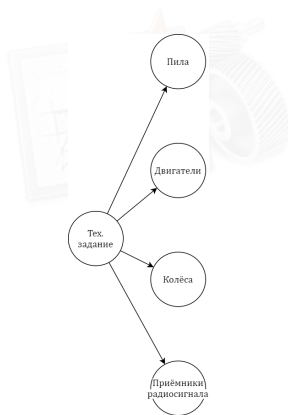 Пила
Двигатели
Тех.
задание
Колёса
Приёмники
радиосигнала